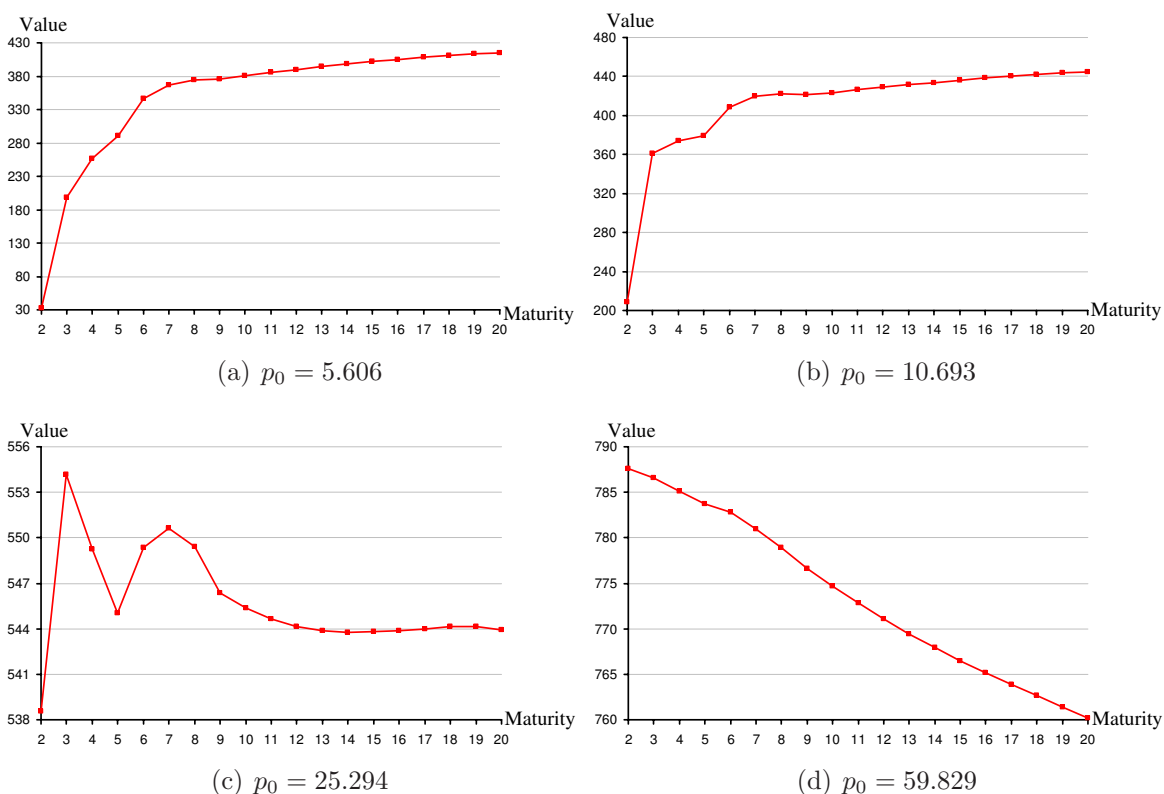 Value
430
380
330
280
230
180
130
80
30
2 3 4 5 6 7 8 9 10 11 12 13 14 15 16 17 18 19 20
Maturity
(a) p₀ = 5.606
Value
480
440
400
360
320
280
240
200
2 3 4 5 6 7 8 9 10 11 12 13 14 15 16 17 18 19 20
Maturity
(b) p₀ = 10.693
Value
556
553
550
547
544
541
538
2 3 4 5 6 7 8 9 10 11 12 13 14 15 16 17 18 19 20
Maturity
(c) p₀ = 25.294
Value
790
785
780
775
770
765
760
2 3 4 5 6 7 8 9 10 11 12 13 14 15 16 17 18 19 20
Maturity
(d) p₀ = 59.829